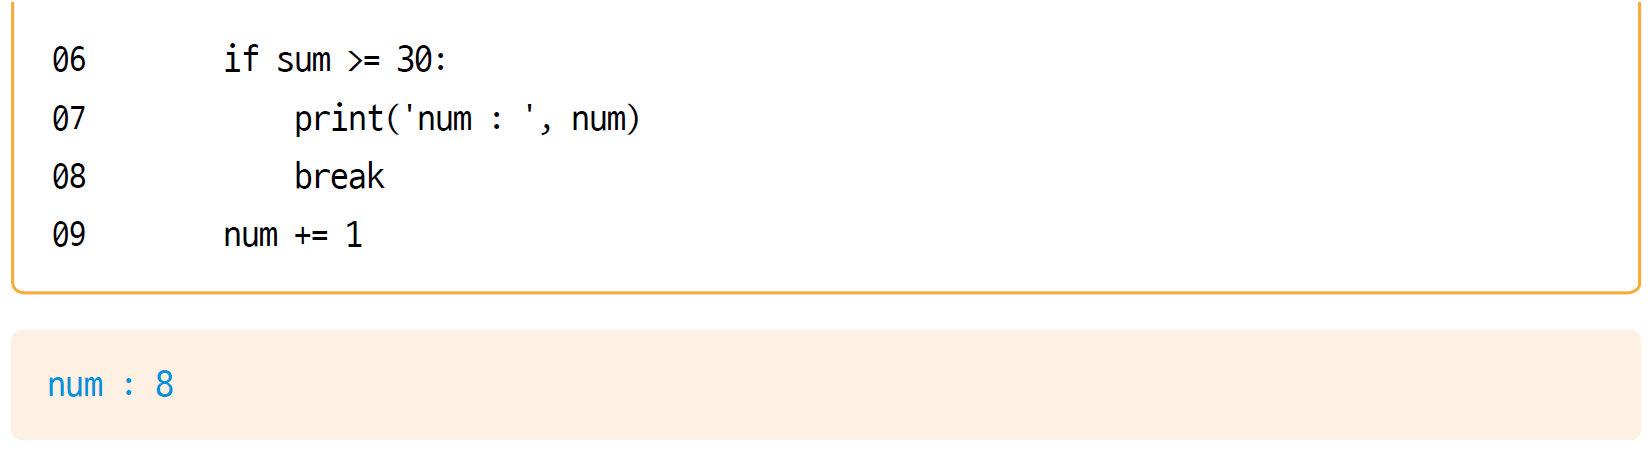 06        if sum >= 30:
07            print('num : ', num)
08            break
09        num += 1
num : 8